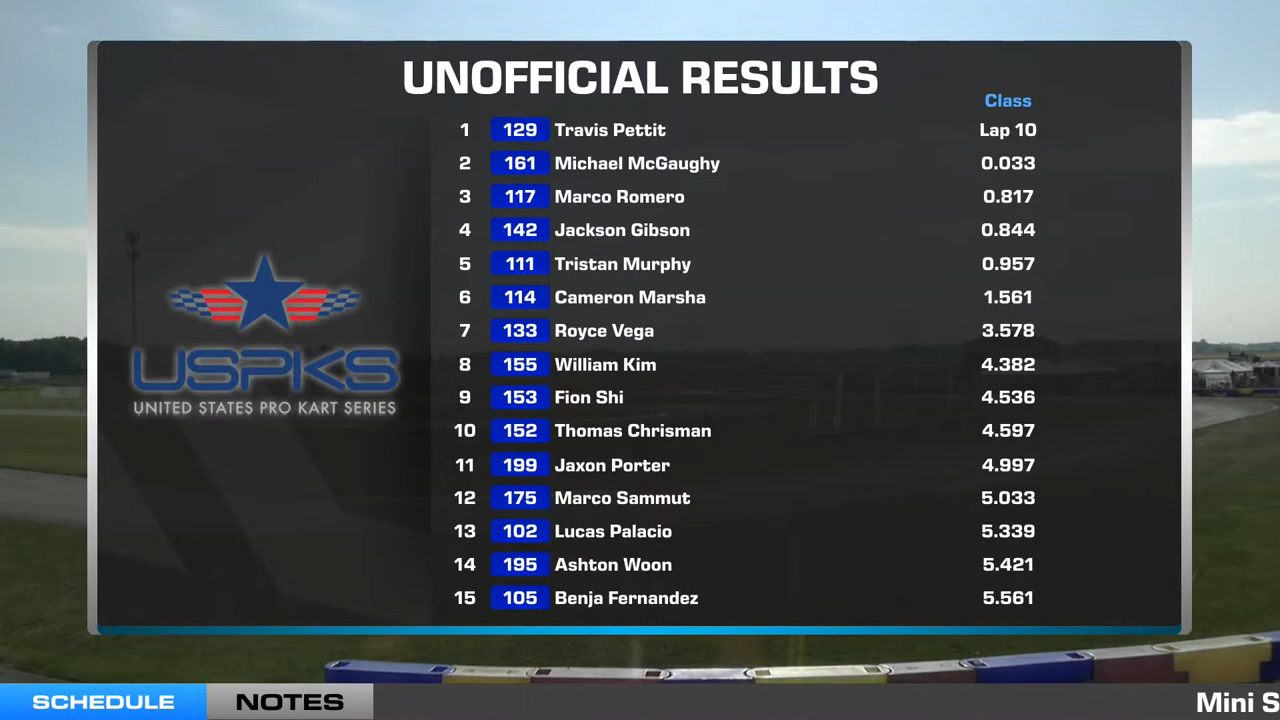 UNOFFICIAL RESULTS
Class
1 129 Travis Pettit Lap 10
2 161 Michael McGaughy 0.033
3 117 Marco Romero 0.817
4 142 Jackson Gibson 0.844
5 111 Tristan Murphy 0.957
6 114 Cameron Marsha 1.561
7 133 Royce Vega 3.578
8 155 William Kim 4.382
9 153 Fion Shi 4.536
10 152 Thomas Chrisman 4.597
11 199 Jaxon Porter 4.997
12 175 Marco Sammut 5.033
13 102 Lucas Palacio 5.339
14 195 Ashton Woon 5.421
15 105 Benja Fernandez 5.561
USPKS
UNITED STATES PRO KART SERIES
SCHEDULE NOTES Mini S